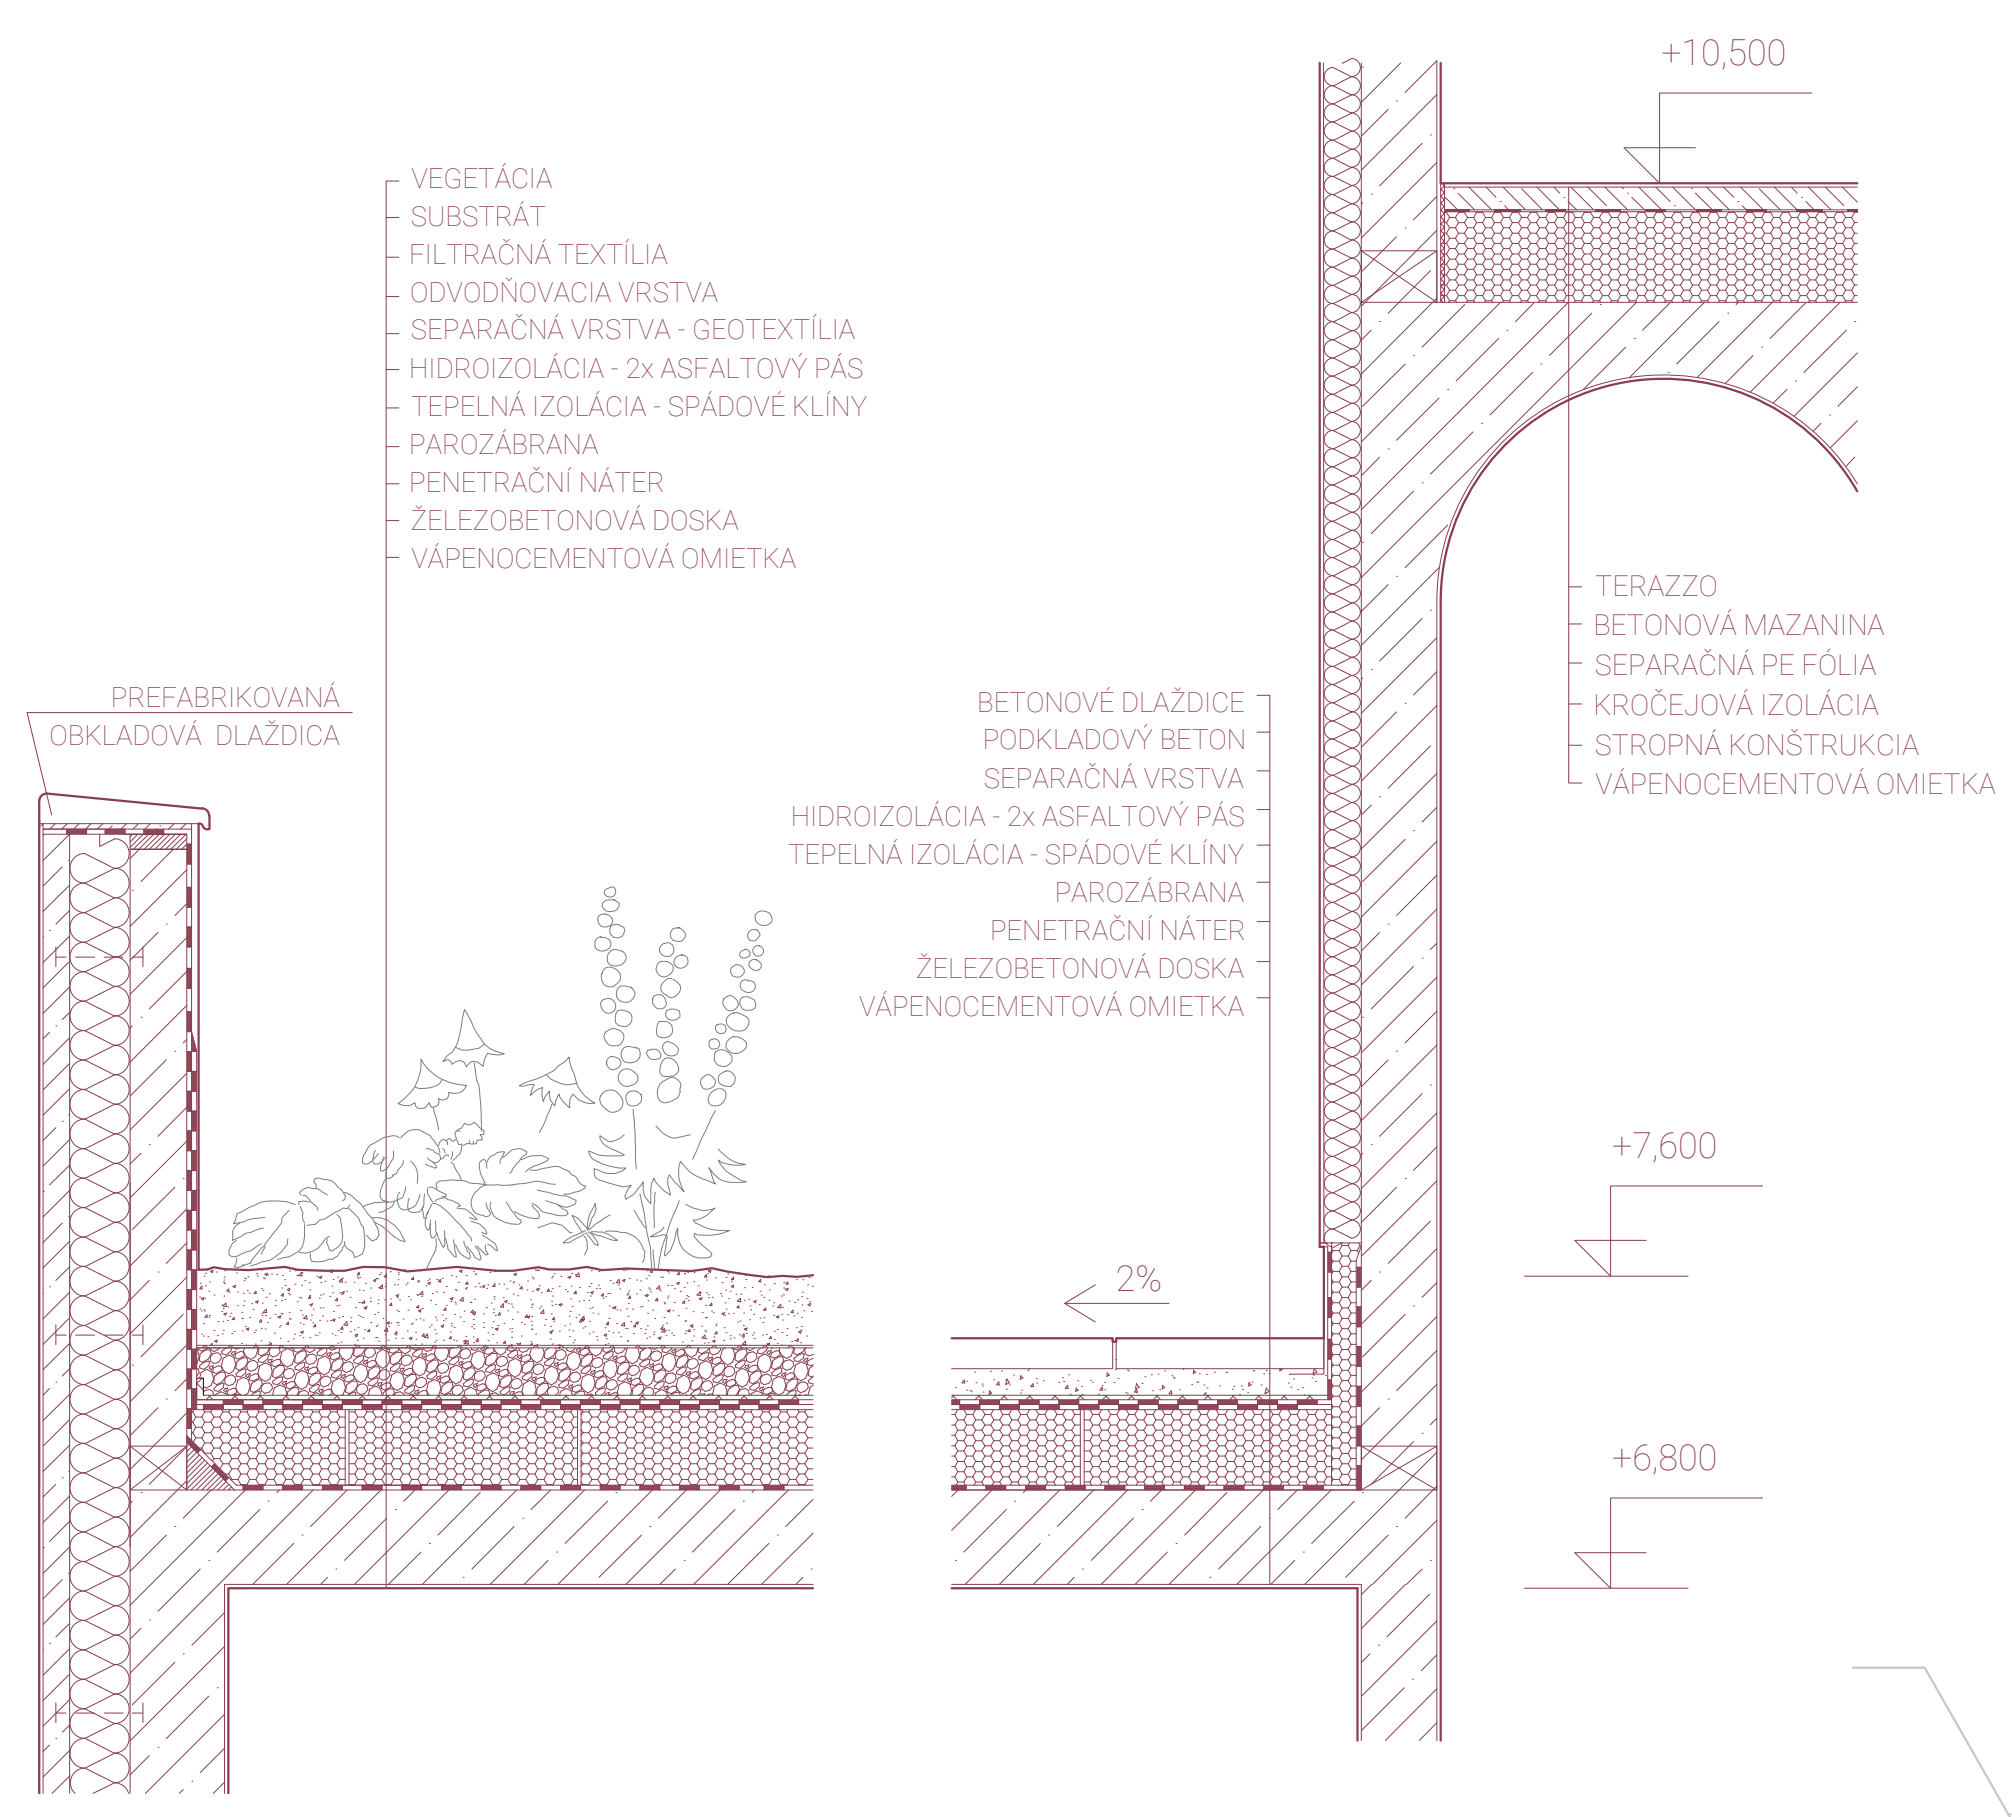 +10,500
VEGETÁCIA
SUBSTRÁT
FILTRAČNÁ TEXTÍLIA
ODVODŇOVACIA VRSTVA
SEPARAČNÁ VRSTVA - GEOTEXTÍLIA
HIDROIZOLÁCIA - 2x ASFALTOVÝ PÁS
TEPELNÁ IZOLÁCIA - SPÁDOVÉ KLÍNY
PAROZÁBRANA
PENETRAČNÍ NÁTER
ŽELEZOBETONOVÁ DOSKA
VÁPENOCEMENTOVÁ OMIETKA
TERAZZO
BETONOVÁ MAZANINA
SEPARAČNÁ PE FÓLIA
KROČEJOVÁ IZOLÁCIA
STROPNÁ KONŠTRUKCIA
VÁPENOCEMENTOVÁ OMIETKA
PREFABRIKOVANÁ
OBKLADOVÁ DLAŽDICA
BETONOVÉ DLAŽDICE
PODKLADOVÝ BETON
SEPARAČNÁ VRSTVA
HIDROIZOLÁCIA - 2x ASFALTOVÝ PÁS
TEPELNÁ IZOLÁCIA - SPÁDOVÉ KLÍNY
PAROZÁBRANA
PENETRAČNÍ NÁTER
ŽELEZOBETONOVÁ DOSKA
VÁPENOCEMENTOVÁ OMIETKA
+7,600
2%
+6,800